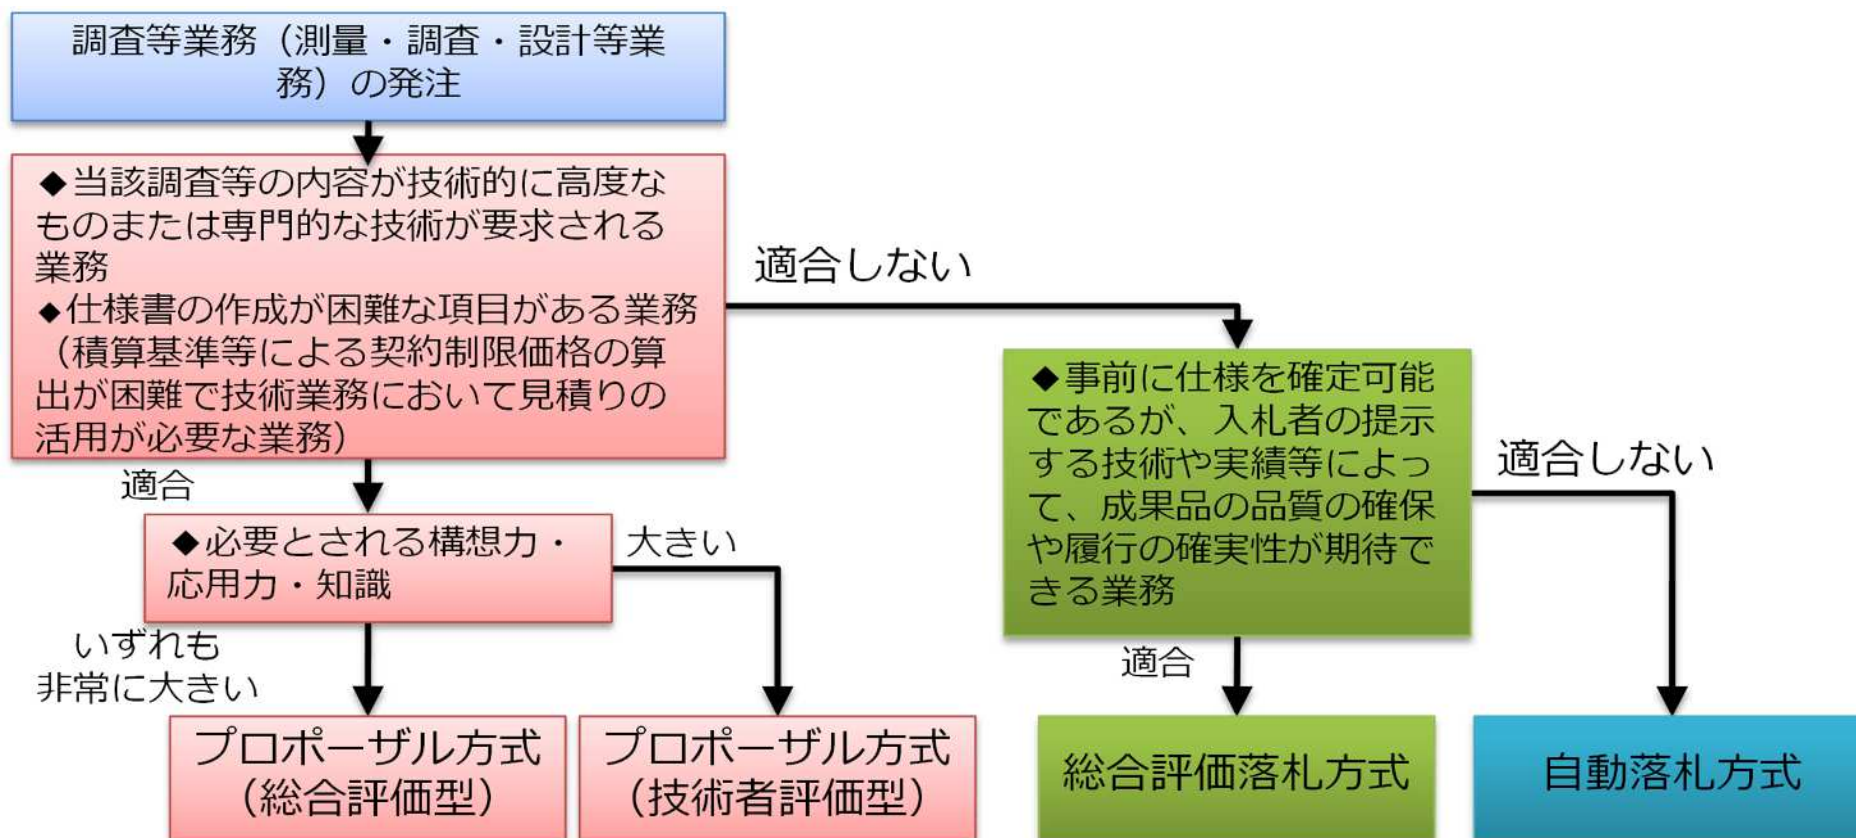 調査等業務（測量・調査・設計等業
務）の発注
◆当該調査等の内容が技術的に高度な
ものまたは専門的な技術が要求される
業務
◆仕様書の作成が困難な項目がある業務
（積算基準等による契約制限価格の算
出が困難で技術業務において見積りの
活用が必要な業務）
適合しない
適合
◆必要とされる構想力・
応用力・知識
大きい
いずれも
非常に大きい
プロポーザル方式
（総合評価型）
プロポーザル方式
（技術者評価型）
◆事前に仕様を確定可能
であるが、入札者の提示
する技術や実績等によっ
て、成果品の品質の確保
や履行の確実性が期待で
きる業務
適合しない
適合
総合評価落札方式
自動落札方式